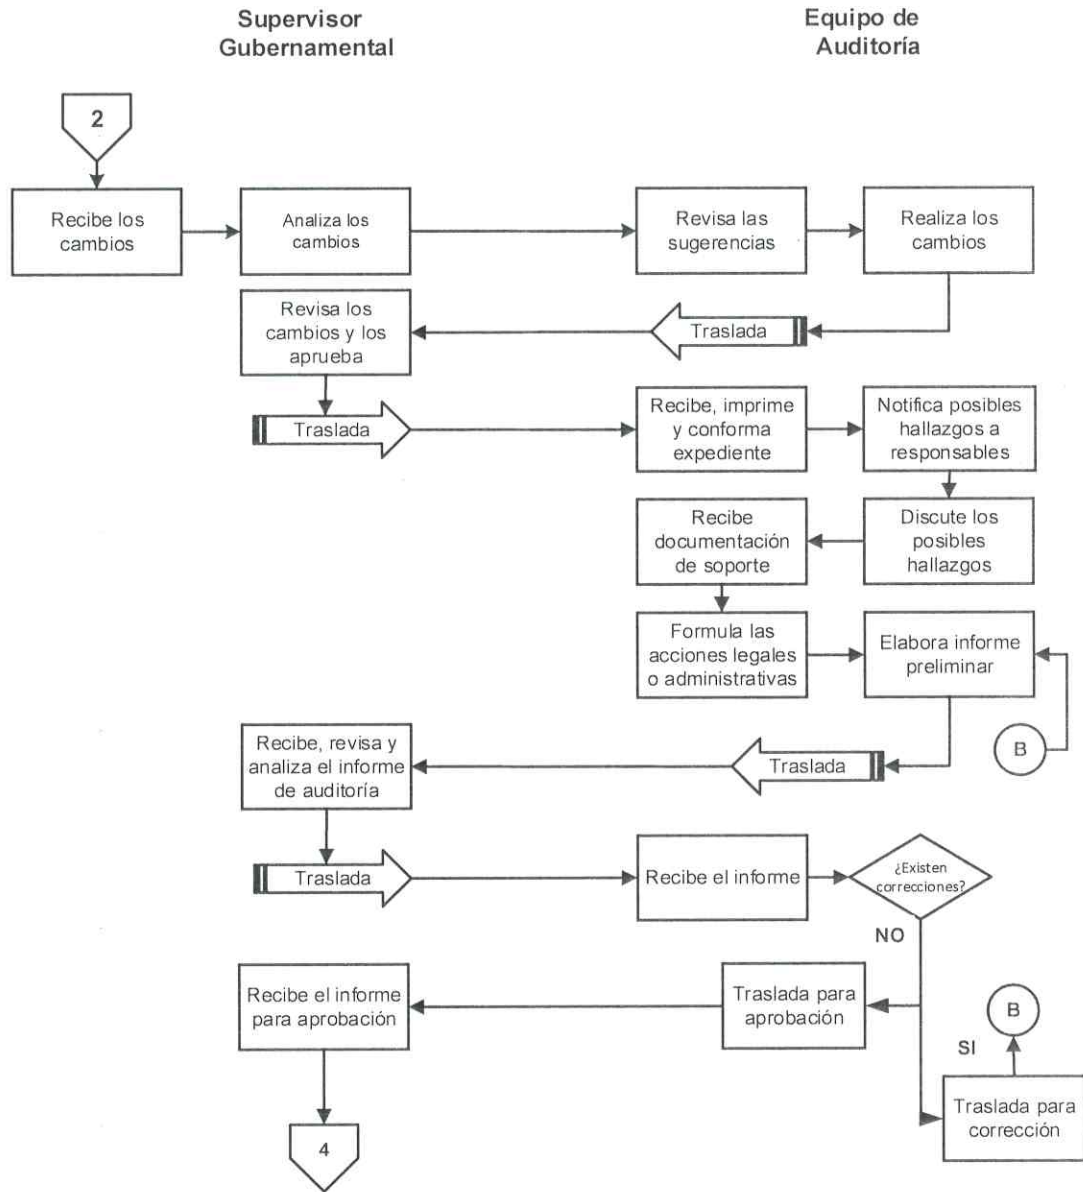 Supervisor
Gubernamental
Equipo de
Auditoría
2
Recibe los
cambios
Analiza los
cambios
Revisa las
sugerencias
Realiza los
cambios
Revisa los
cambios y los
aprueba
Traslada
Traslada
Recibe, imprime
y conforma
expediente
Notifica posibles
hallazgos a
responsables
Recibe
documentación
de soporte
Discute los
posibles
hallazgos
Formula las
acciones legales
o administrativas
Elabora informe
preliminar
B
Recibe, revisa y
analiza el informe
de auditoría
Traslada
Traslada
Recibe el informe
¿Existen
correcciones?
NO
Recibe el informe
para aprobación
Traslada para
aprobación
B
SI
Traslada para
corrección
4